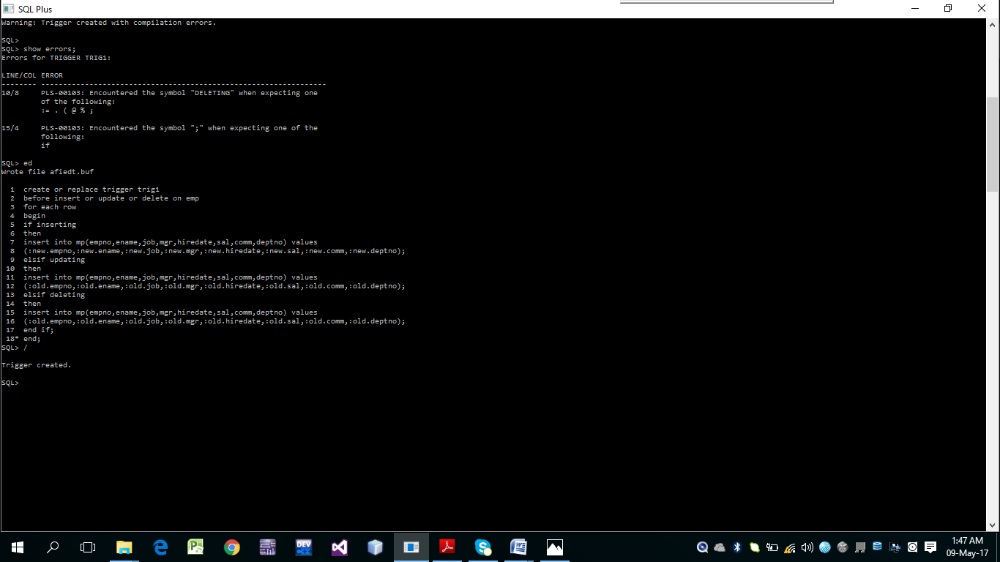 SQL Plus
Warning: Trigger created with compilation errors.
SQL>
SQL> show errors;
Errors for TRIGGER TRIG1:
LINE/COL ERROR
-------- -----------------------------------------------------------------
10/8     PLS-00103: Encountered the symbol "DELETING" when expecting one
         of the following:
         := . ( @ % ;
15/4     PLS-00103: Encountered the symbol ";" when expecting one of the
         following:
         if
SQL> ed
Wrote file afiedt.buf
  1  create or replace trigger trig1
  2  before insert or update or delete on emp
  3  for each row
  4  begin
  5  if inserting
  6  then
  7  insert into mp(empno,ename,job,mgr,hiredate,sal,comm,deptno) values
  8  (:new.empno,:new.ename,:new.job,:new.mgr,:new.hiredate,:new.sal,:new.comm,:new.deptno);
  9  elsif updating
 10  then
 11  insert into mp(empno,ename,job,mgr,hiredate,sal,comm,deptno) values
 12  (:old.empno,:old.ename,:old.job,:old.mgr,:old.hiredate,:old.sal,:old.comm,:old.deptno);
 13  elsif deleting
 14  then
 15  insert into mp(empno,ename,job,mgr,hiredate,sal,comm,deptno) values
 16  (:old.empno,:old.ename,:old.job,:old.mgr,:old.hiredate,:old.sal,:old.comm,:old.deptno);
 17  end if;
 18* end;
SQL> /
Trigger created.
SQL>
DEV
1:47 AM
09-May-17